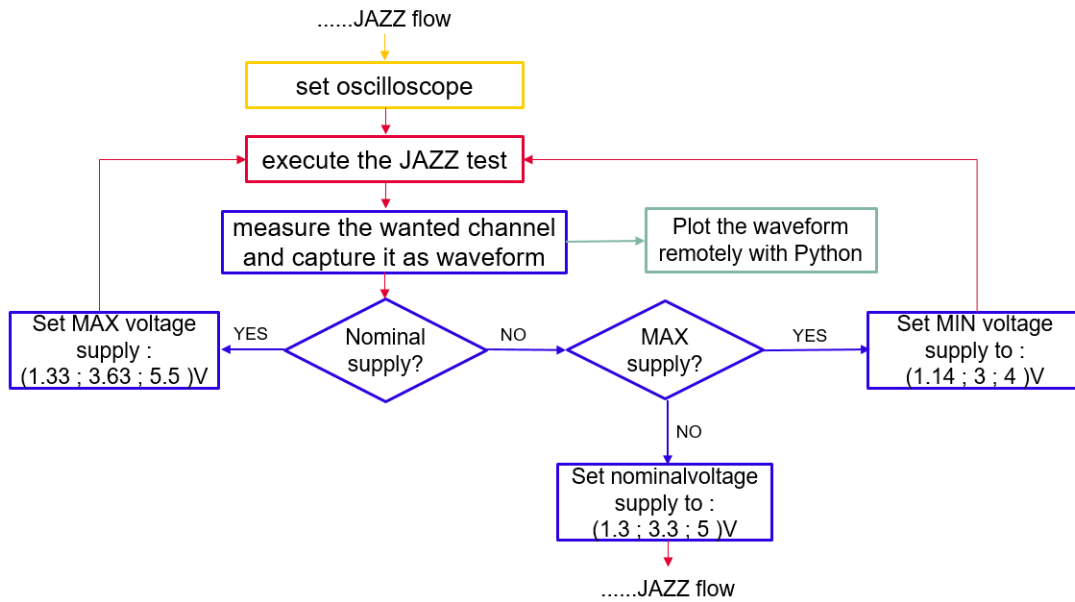 ......JAZZ flow
set oscilloscope
execute the JAZZ test
measure the wanted channel
and capture it as waveform
Plot the waveform
remotely with Python
Set MAX voltage
supply :
(1.33 ; 3.63 ; 5.5 )V
YES
Nominal
supply?
NO
MAX
supply?
YES
Set MIN voltage
supply to :
(1.14 ; 3 ; 4 )V
NO
Set nominalvoltage
supply to :
(1.3 ; 3.3 ; 5 )V
......JAZZ flow